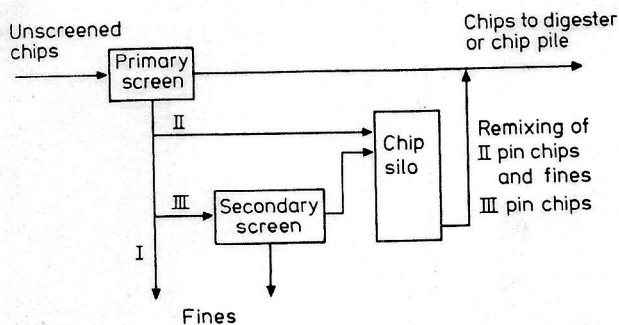 Unscreened
chips
Primary
screen
Chips to digester
or chip pile
II
Chip
silo
Remixing of
II pin chips
and fines
III pin chips
III
Secondary
screen
I
Fines